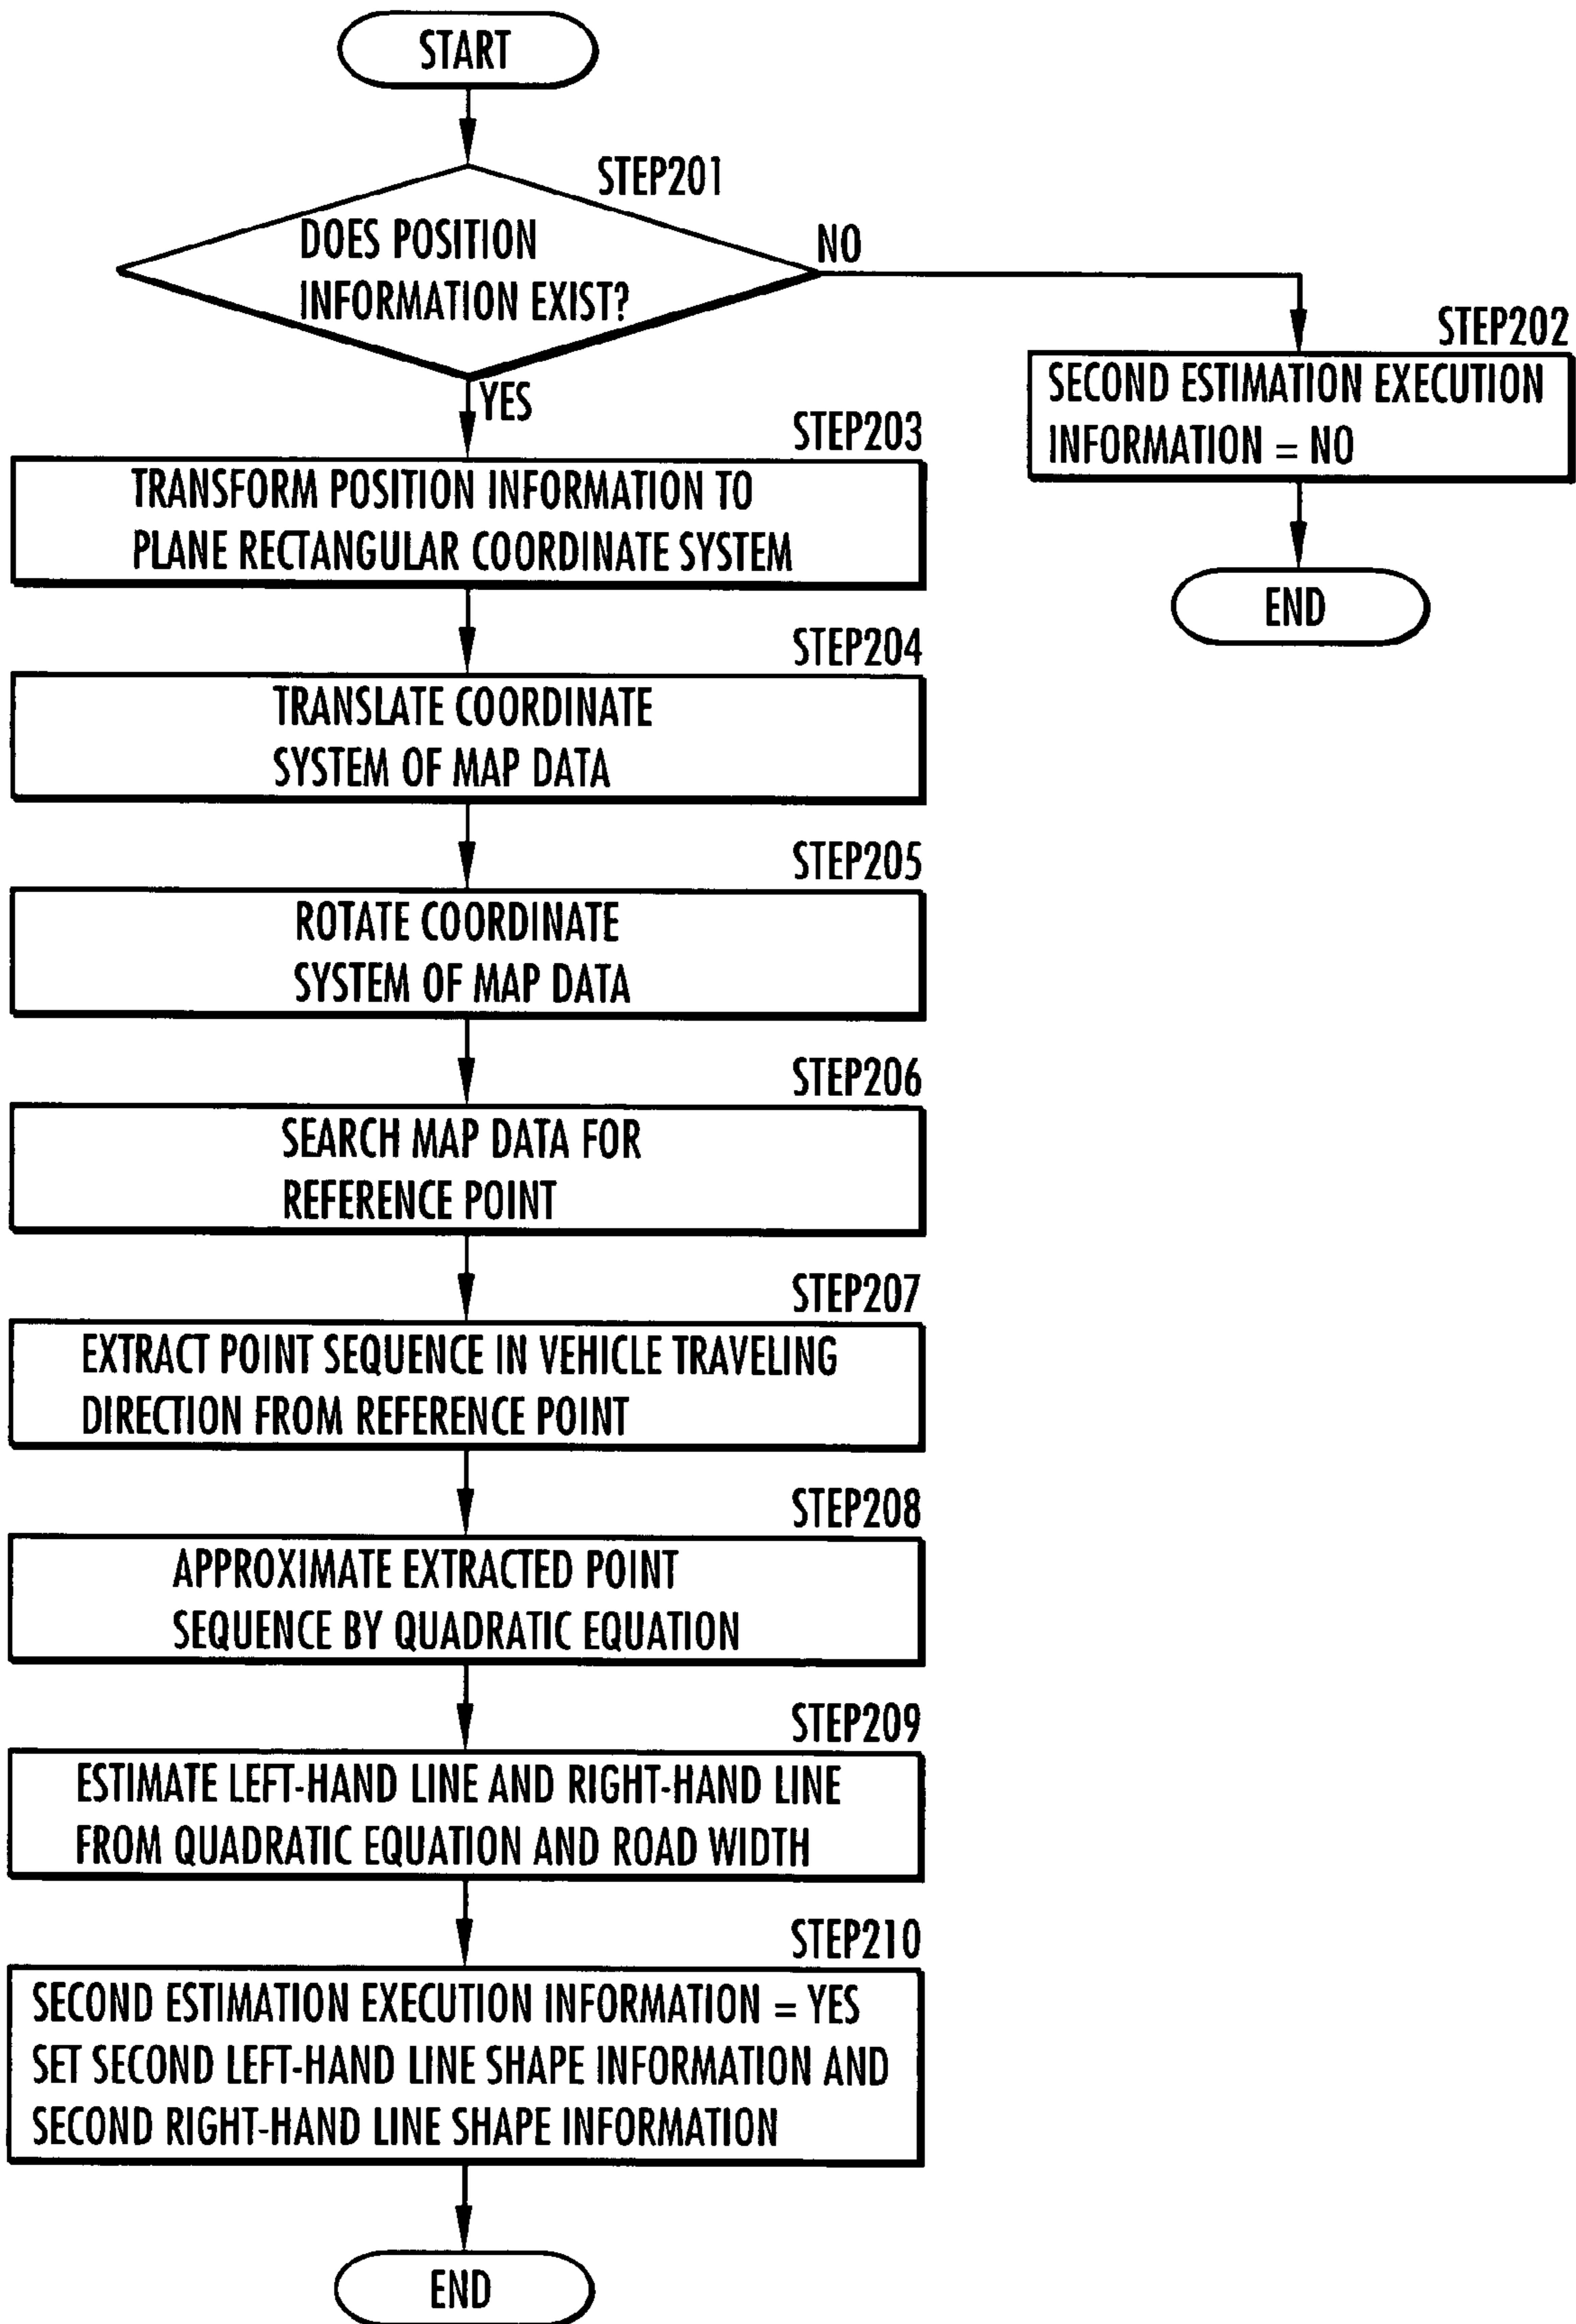 START
STEP201
DOES POSITION
INFORMATION EXIST?
NO
YES
STEP202
SECOND ESTIMATION EXECUTION
INFORMATION = NO
END
STEP203
TRANSFORM POSITION INFORMATION TO
PLANE RECTANGULAR COORDINATE SYSTEM
STEP204
TRANSLATE COORDINATE
SYSTEM OF MAP DATA
STEP205
ROTATE COORDINATE
SYSTEM OF MAP DATA
STEP206
SEARCH MAP DATA FOR
REFERENCE POINT
STEP207
EXTRACT POINT SEQUENCE IN VEHICLE TRAVELING
DIRECTION FROM REFERENCE POINT
STEP208
APPROXIMATE EXTRACTED POINT
SEQUENCE BY QUADRATIC EQUATION
STEP209
ESTIMATE LEFT-HAND LINE AND RIGHT-HAND LINE
FROM QUADRATIC EQUATION AND ROAD WIDTH
STEP210
SECOND ESTIMATION EXECUTION INFORMATION = YES
SET SECOND LEFT-HAND LINE SHAPE INFORMATION AND
SECOND RIGHT-HAND LINE SHAPE INFORMATION
END